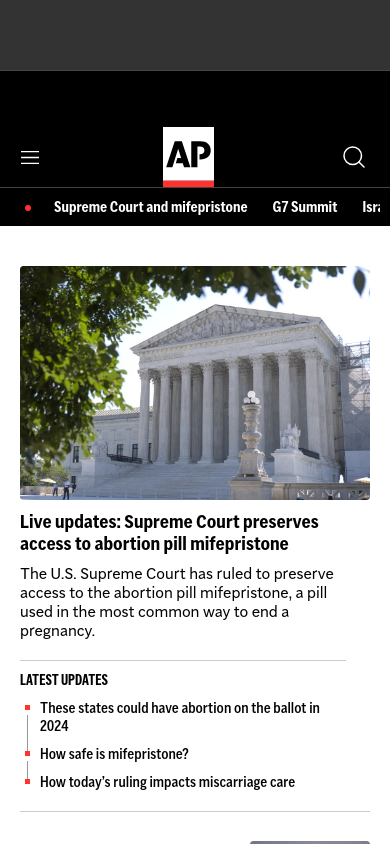 AP
Supreme Court and mifepristone G7 Summit
Live updates: Supreme Court preserves
access to abortion pill mifepristone
The U.S. Supreme Court has ruled to preserve
access to the abortion pill mifepristone, a pill
used in the most common way to end a
pregnancy.
LATEST UPDATES
These states could have abortion on the ballot in
2024
How safe is mifepristone?
How today’s ruling impacts miscarriage care